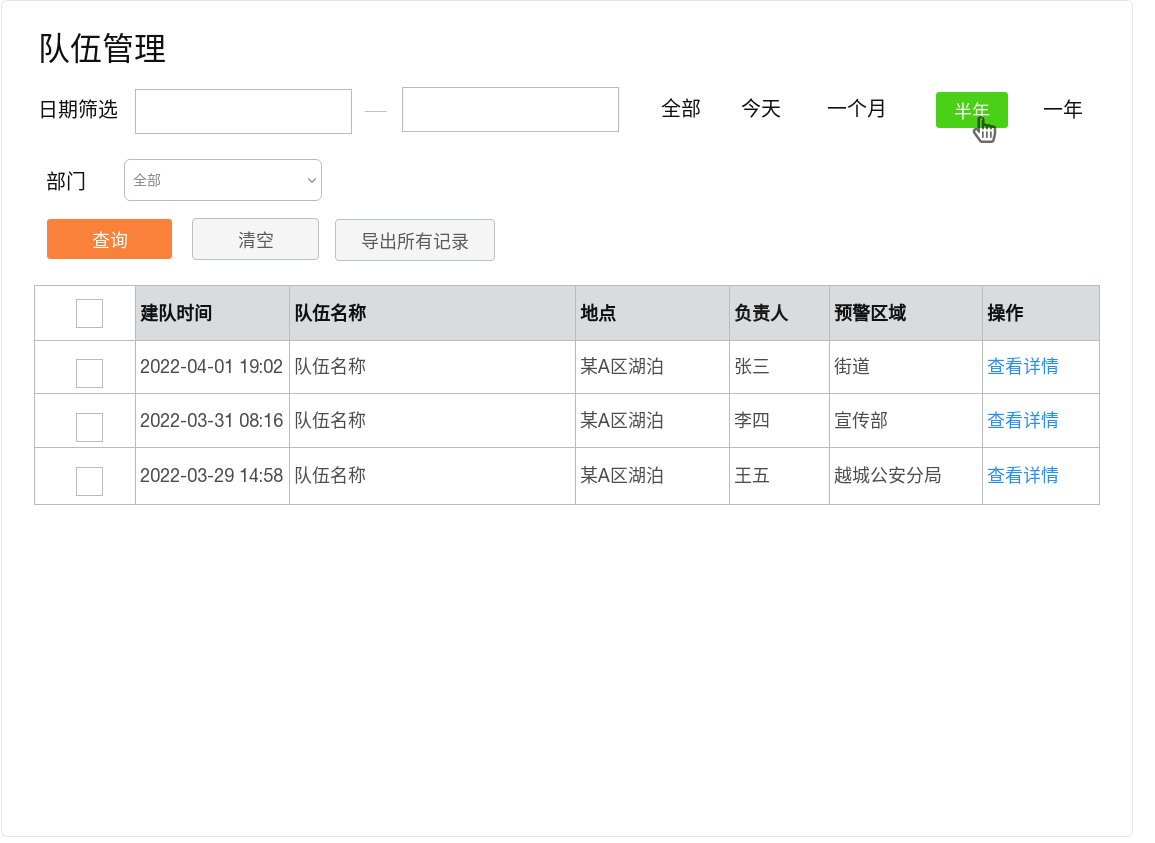 队伍管理
日期筛选 — 全部 今天 一个月 半年 一年
部门 全部
查询 清空 导出所有记录
建队时间 队伍名称 地点 负责人 预警区域 操作
2022-04-01 19:02 队伍名称 某A区湖泊 张三 街道 查看详情
2022-03-31 08:16 队伍名称 某A区湖泊 李四 宣传部 查看详情
2022-03-29 14:58 队伍名称 某A区湖泊 王五 越城公安分局 查看详情